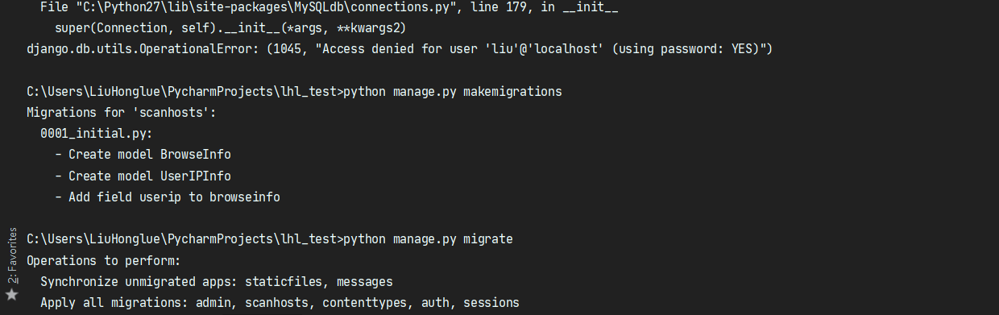 File "C:\Python27\lib\site-packages\MySQLdb\connections.py", line 179, in __init__
super(Connection, self).__init__(*args, **kwargs2)
django.db.utils.OperationalError: (1045, "Access denied for user 'liu'@'localhost' (using password: YES)")
C:\Users\LiuHonglue\PycharmProjects\lhl_test>python manage.py makemigrations
Migrations for 'scanhosts':
0001_initial.py:
- Create model BrowseInfo
- Create model UserIPInfo
- Add field userip to browseinfo
C:\Users\LiuHonglue\PycharmProjects\lhl_test>python manage.py migrate
Operations to perform:
Synchronize unmigrated apps: staticfiles, messages
Apply all migrations: admin, scanhosts, contenttypes, auth, sessions
2: Favorites